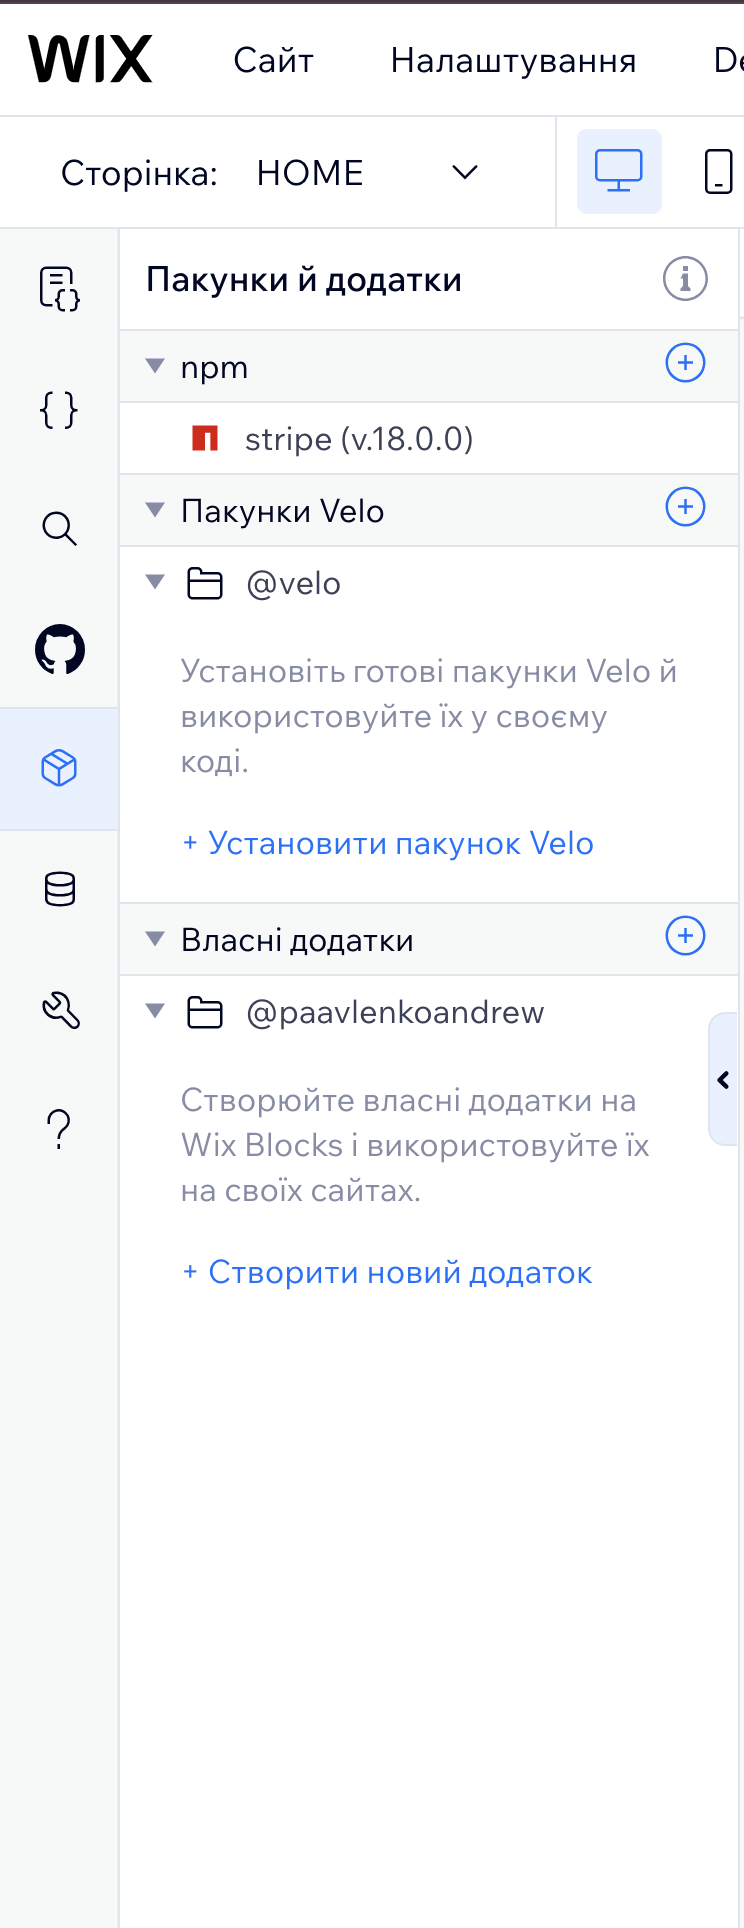 WIX Сайт Налаштування De
Сторінка: HOME
Пакунки й додатки
npm
stripe (v.18.0.0)
Пакунки Velo
@velo
Установіть готові пакунки Velo й
використовуйте їх у своєму
коді.
+ Установити пакунок Velo
Власні додатки
@paavlenkoandrew
Створюйте власні додатки на
Wix Blocks і використовуйте їх
на своїх сайтах.
+ Створити новий додаток